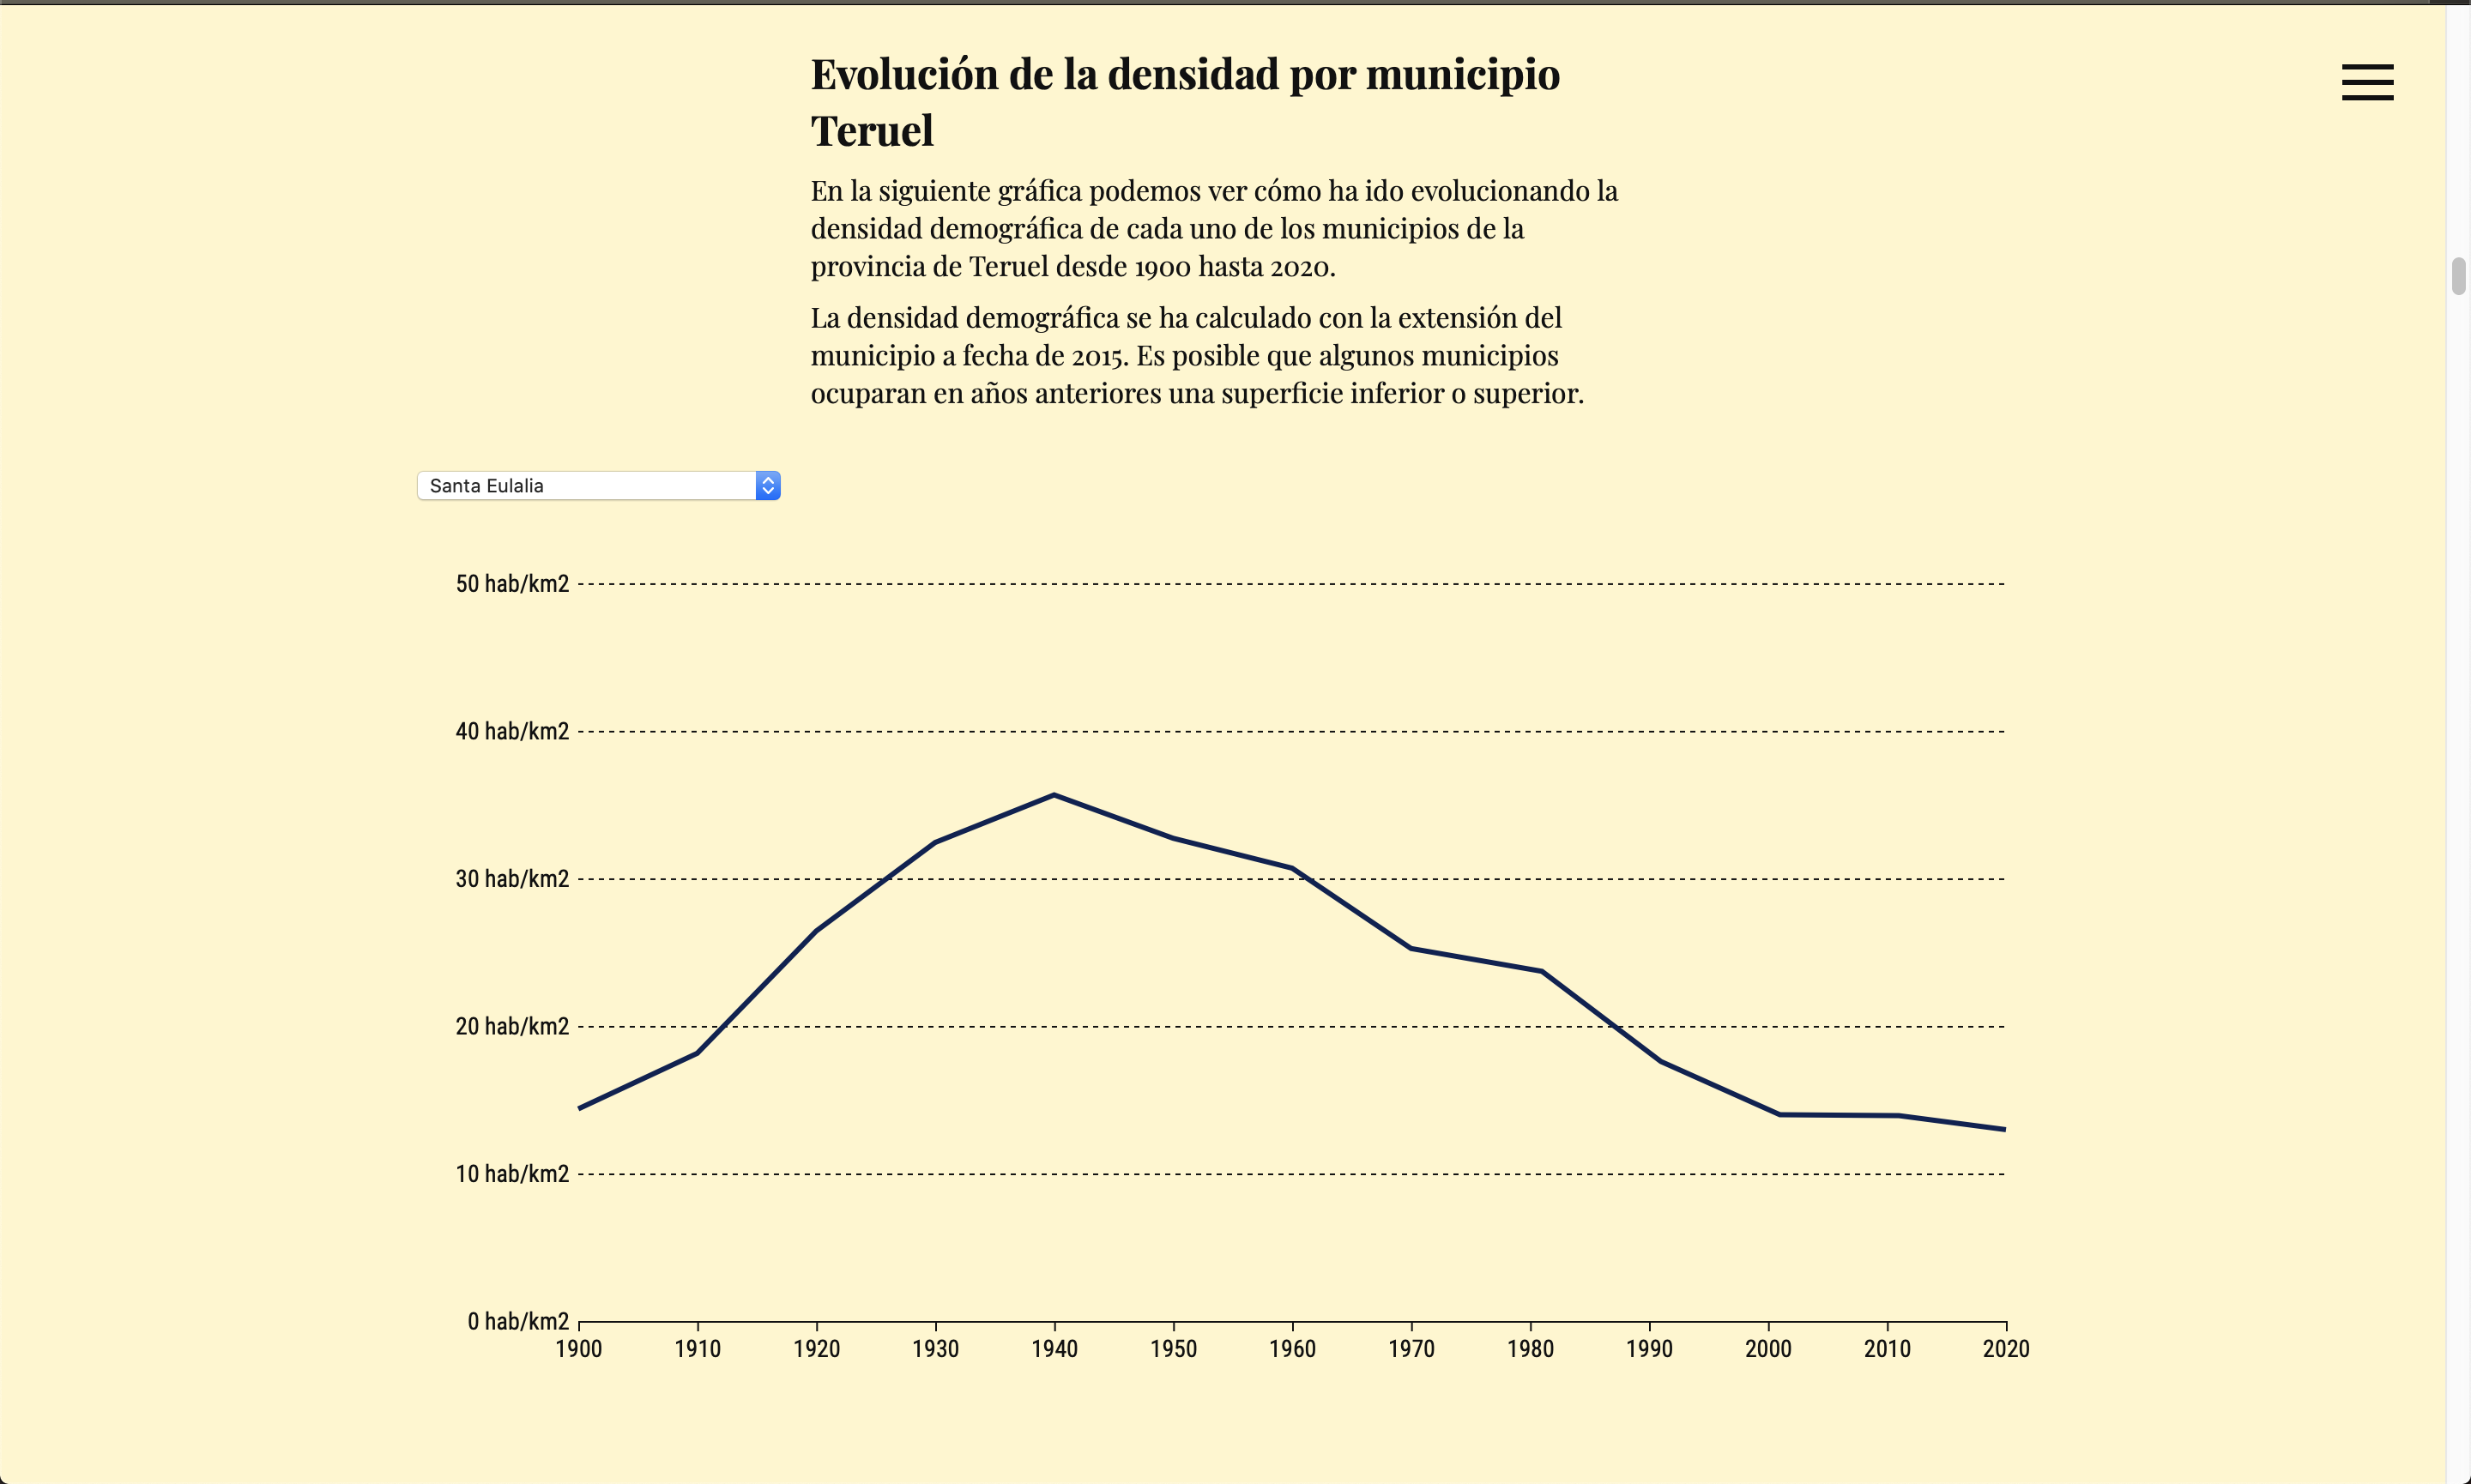 Evolución de la densidad por municipio
Teruel
En la siguiente gráfica podemos ver cómo ha ido evolucionando la
densidad demográfica de cada uno de los municipios de la
provincia de Teruel desde 1900 hasta 2020.
La densidad demográfica se ha calculado con la extensión del
municipio a fecha de 2015. Es posible que algunos municipios
ocuparan en años anteriores una superficie inferior o superior.
Santa Eulalia
50 hab/km2
40 hab/km2
30 hab/km2
20 hab/km2
10 hab/km2
0 hab/km2
1900 1910 1920 1930 1940 1950 1960 1970 1980 1990 2000 2010 2020